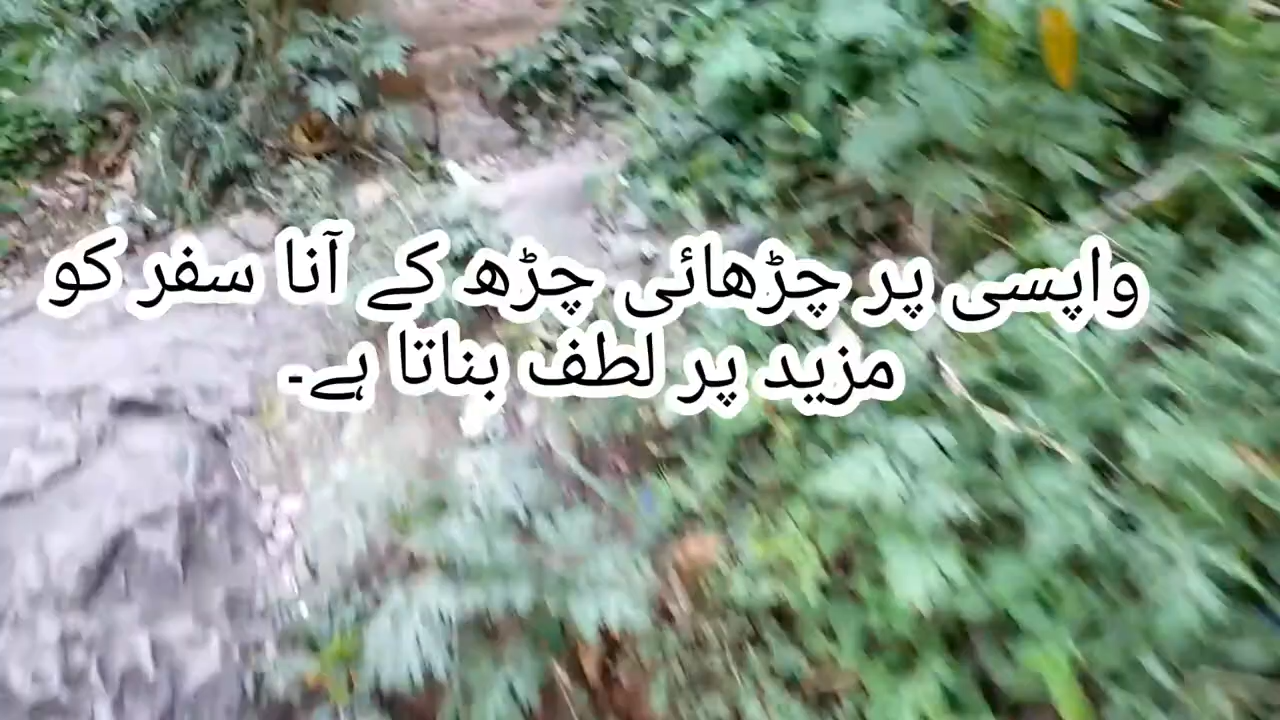 واپسی پر چڑھائی چڑھ کے آنا سفر کو
مزید پر لطف بناتا ہے۔